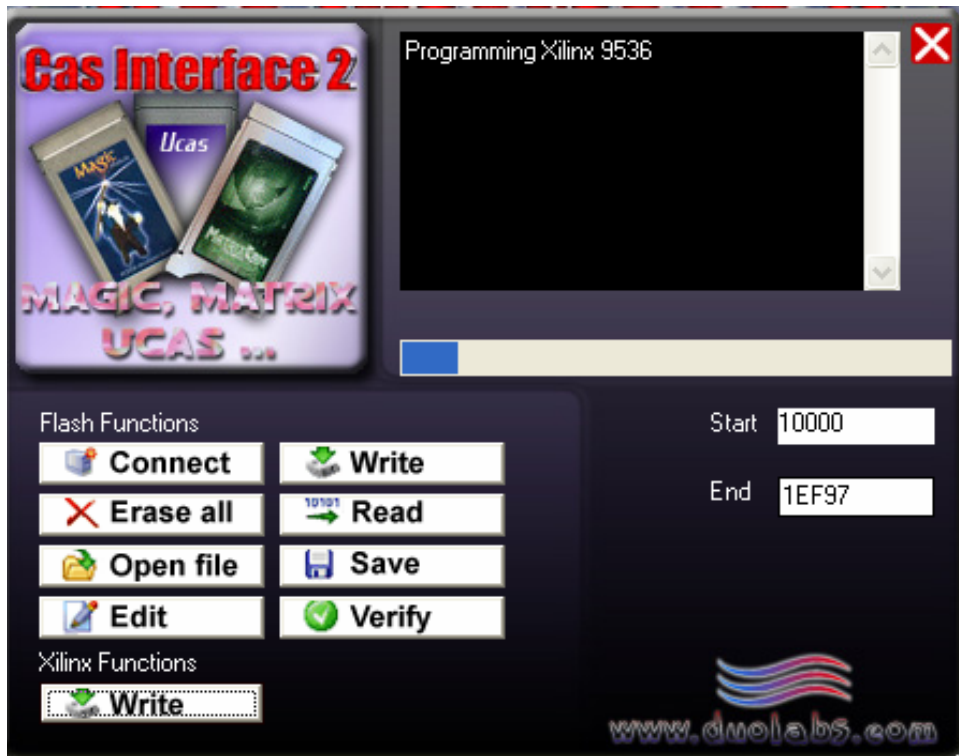 Cas Interface 2
Ucas
MAGIC
MAGIC, MATRIX
UCAS ...
Programming Xilinx 9536
Flash Functions
Connect
Write
Erase all
10101
Read
Open file
Save
Edit
Verify
Xilinx Functions
Write
Start 10000
End 1EF97
www.duolabs.com